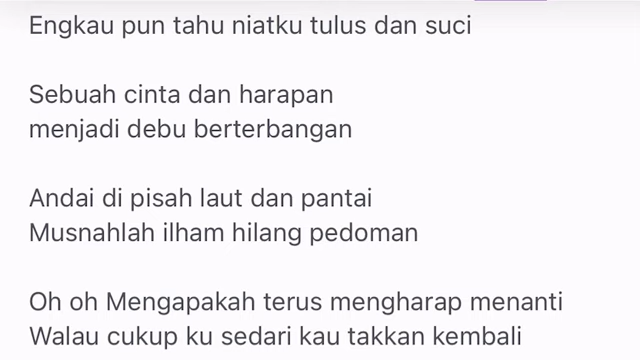 Engkau pun tahu niatku tulus dan suci
Sebuah cinta dan harapan
menjadi debu berterbangan
Andai di pisah laut dan pantai
Musnahlah ilham hilang pedoman
Oh oh Mengapakah terus mengharap menanti
Walau cukup ku sedari kau takkan kembali